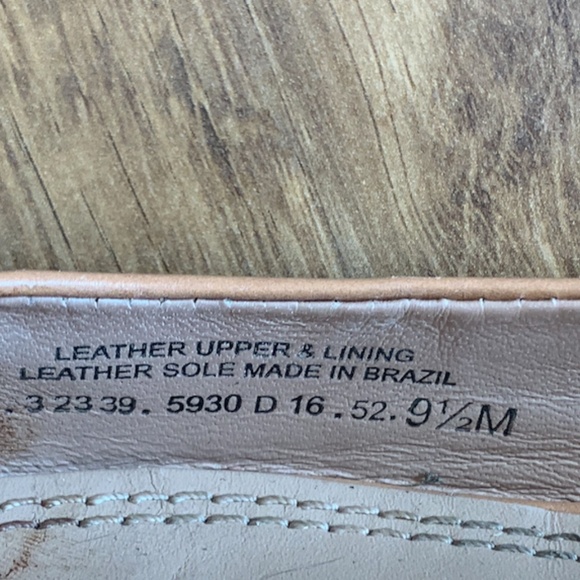 LEATHER UPPER & LINING
LEATHER SOLE MADE IN BRAZIL
. 3 23 39. 5930 D 16 . 52. 9½M